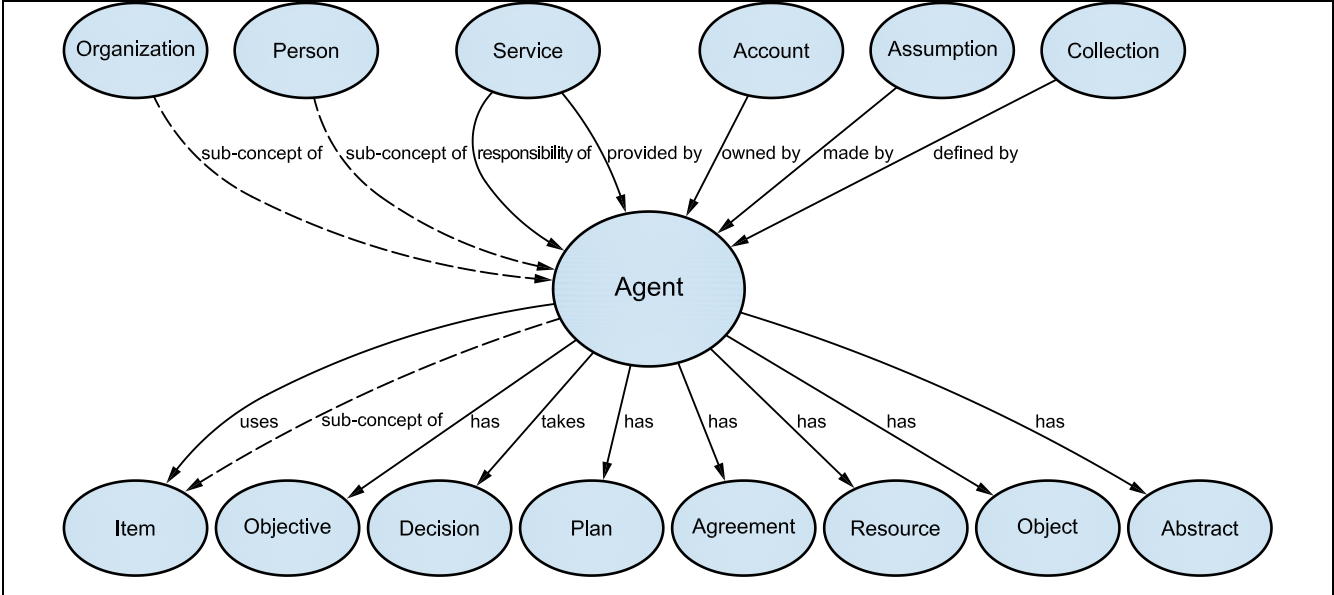 Organization
Person
Service
Account
Assumption
Collection
sub-concept of
sub-concept of
responsibility of
provided by
owned by
made by
defined by
Agent
uses
sub-concept of
has
takes
has
has
has
has
has
Item
Objective
Decision
Plan
Agreement
Resource
Object
Abstract